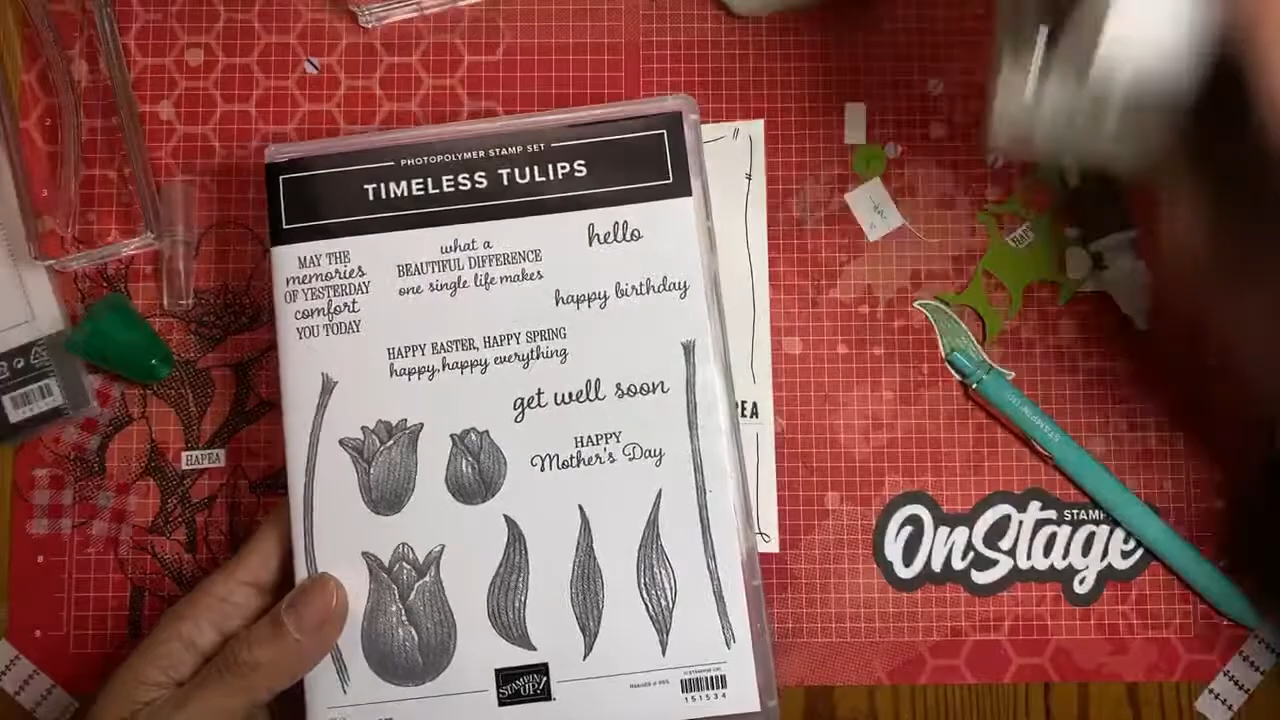 PHOTOPOLYMER STAMP SET
TIMELESS TULIPS
MAY THE
memories
OF YESTERDAY
comfort
YOU TODAY
what a
BEAUTIFUL DIFFERENCE
one single life makes
hello
happy birthday
HAPPY EASTER, HAPPY SPRING
happy, happy everything
get well soon
HAPPY
Mother's Day
STAMPIN' UP!
151534
HAPEA
OnStage